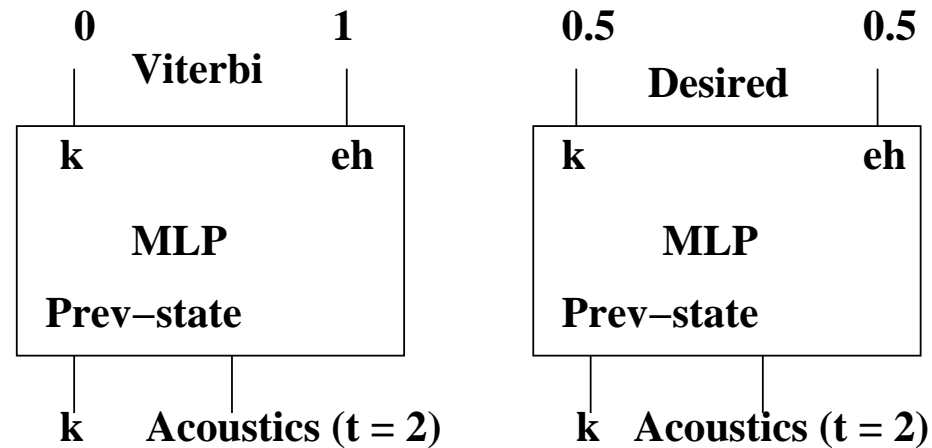 0 1
Viterbi
k eh
MLP
Prev−state
k Acoustics (t = 2)
0.5 0.5
Desired
k eh
MLP
Prev−state
k Acoustics (t = 2)